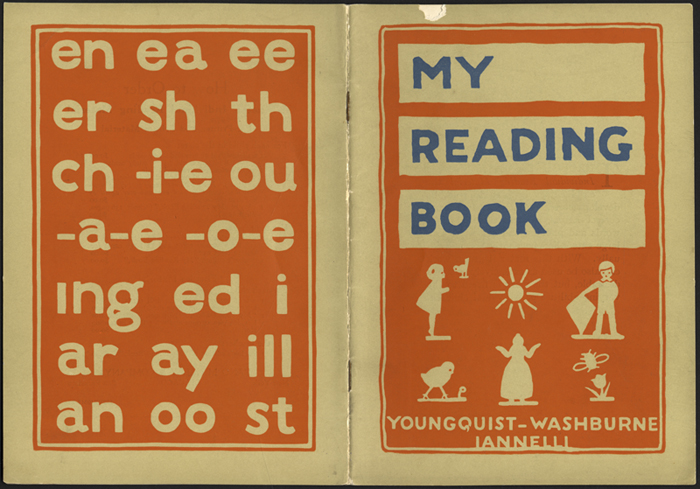 en ea ee
er sh th
ch -i-e ou
-a-e -o-e
ing ed i
ar ay ill
an oo st
MY
READING
BOOK
YOUNGQUIST-WASHBURNE
IANNELLI